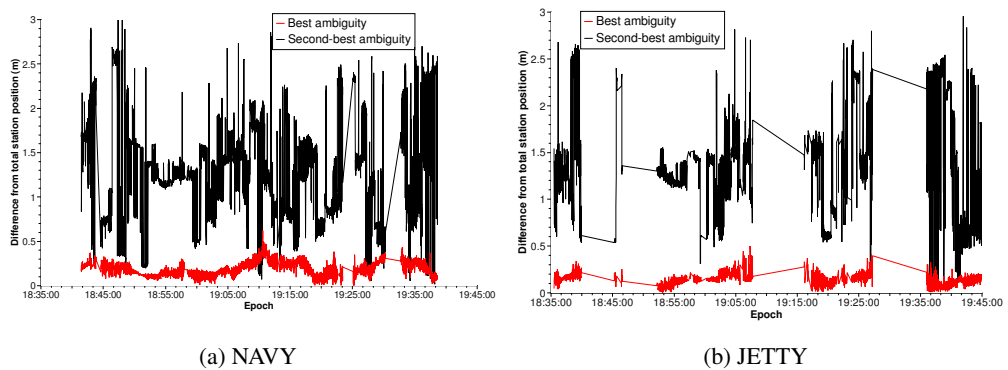 3
2.5
2
1.5
1
0.5
0
Difference from total station position (m)
Best ambiguity
Second-best ambiguity
18:35:00 18:45:00 18:55:00 19:05:00 19:15:00 19:25:00 19:35:00 19:45:00
Epoch
(a) NAVY
3
2.5
2
1.5
1
0.5
0
Difference from total station position (m)
Best ambiguity
Second-best ambiguity
18:35:00 18:45:00 18:55:00 19:05:00 19:15:00 19:25:00 19:35:00 19:45:00
Epoch
(b) JETTY